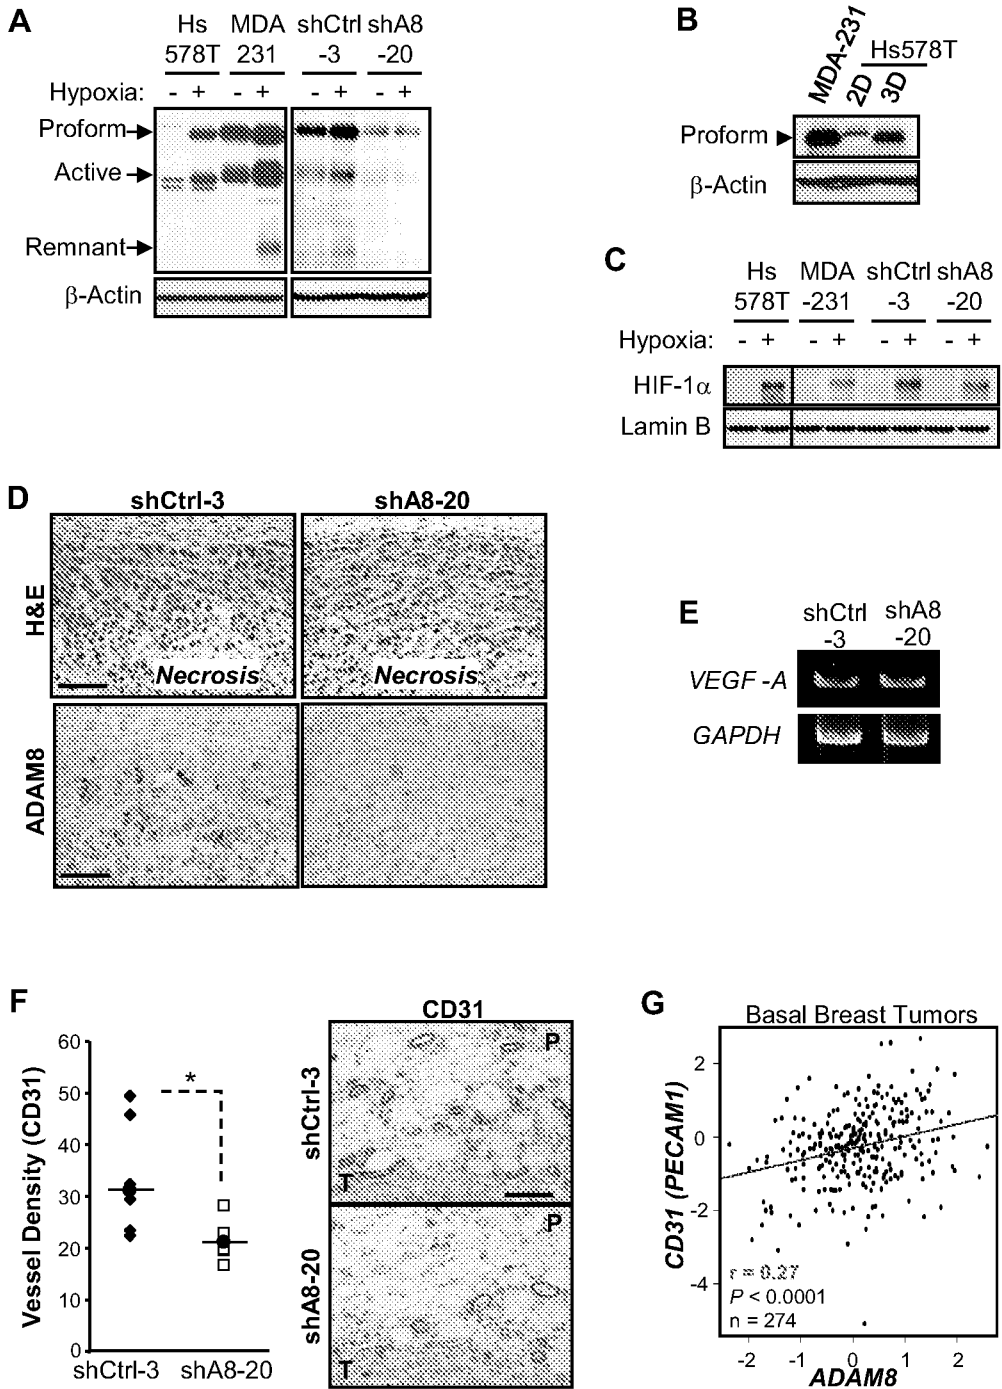 A
Hs MDA shCtrl shA8
578T 231 -3 -20
Hypoxia: - + - + - + - +
Proform
Active
Remnant
β-Actin
B
MDA-231
2D
3D
Hs578T
Proform
β-Actin
C
Hs MDA shCtrl shA8
578T -231 -3 -20
Hypoxia: - + - + - + - +
HIF-1α
Lamin B
D
shCtrl-3 shA8-20
H&E
Necrosis Necrosis
ADAM8
E
shCtrl shA8
-3 -20
VEGF -A
GAPDH
F
Vessel Density (CD31)
60
50
40
30
20
10
0
*
shCtrl-3 shA8-20
CD31
shCtrl-3
P
T
shA8-20
P
T
G
Basal Breast Tumors
CD31 (PECAM1)
2
0
-2
-4
r = 0.27
P < 0.0001
n = 274
-2 -1 0 1 2
ADAM8